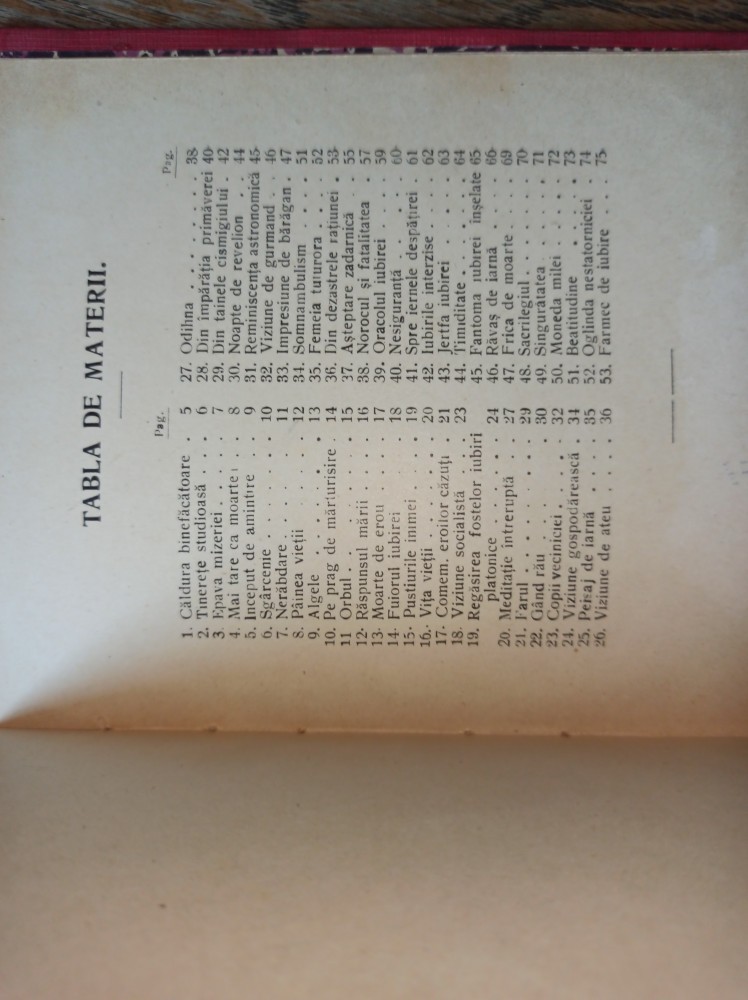 TABLA DE MATERII.
Pag.
1. Căldura binefăcătoare . 5
2. Tinerețe studioasă . . . 6
3. Epava mizeriei . . . . 7
4. Mai tare ca moartei . . 8
5. Inceput de amintire . . 9
6. Sgârcenie . . . . . . . 10
7. Nerăbdare . . . . . . 11
8. Pâinea vieții . . . . . 12
9. Algele . . . . . . . 13
10. Pe prag de mărturisire . 14
11 Orbul . . . . . . . . 15
12. Răspunsul mării . . . . 16
13. Moarte de erou . . . . 17
14. Fuiorul iubirei . . . . 18
15. Pustiurile inimei . . . . 19
16. Vița vieții . . . . . . . 20
17. Comem. eroilor căzuți . 21
18. Viziune socialistă . . . 23
19. Regăsirea fostelor iubiri
platonice . . . . . . 24
20. Meditație intreruptă . . 27
21. Farul . . . . . . . . 29
22. Gând rău . . . . . . 30
23. Copii veciniciei . . . . 32
24. Viziune gospodărească . 34
25. Peisaj de iarnă . . . . 35
26. Viziune de ateu . . . . 36
Pag.
27. Odihna . . . . . . . 38
28. Din împărăția primăverei 40
29. Din tainele cismigiului . 42
30. Noapte de revelion . . 44
31. Reminiscența astronomică 45
32. Viziune de gurmand . . 46
33. Impresiune de bărăgan . 47
34. Somnambulism . . . . 51
35. Femeia tuturora . . . . 52
36. Din dezastrele rațiunei . 53
37. Așteptare zadarnică . . 55
38. Norocul și fatalitatea . 57
39. Oracolul iubirei . . . . 59
40. Nesiguranță . . . . . 60
41. Spre iernele despățirei . 61
42. Iubirile interzise . . . 62
43. Jertfa iubirei . . . . . 63
44. Timiditate . . . . . . 64
45. Fantoma iubirei înșelate 65
46. Răvaș de iarnă . . . . 66
47. Frica de moarte . . . . 69
48. Sacrilegiul . . . . . . 70
49. Singurătatea . . . . . 71
50. Moneda milei . . . . . 72
51. Beatitudine . . . . . 73
52. Oglinda nestatorniciei . 74
53. Farmec de iubire . . . 75